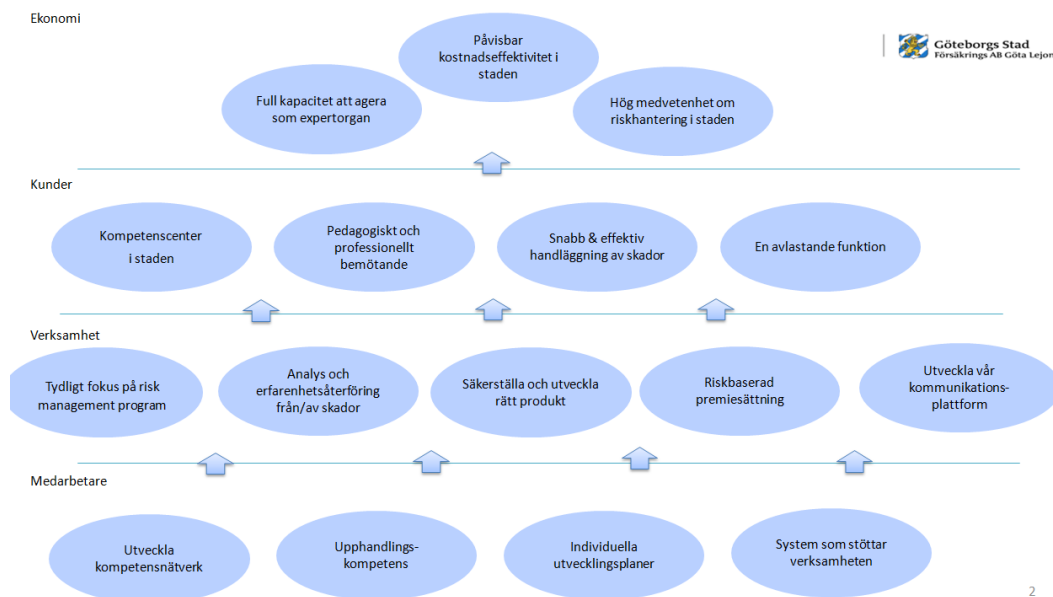 Ekonomi
Påvisbar
kostnadseffektivitet i
staden
Göteborgs Stad
Försäkrings AB Göta Lejon
Full kapacitet att agera
som expertorgan
Hög medvetenhet om
riskhantering i staden
Kunder
Kompetenscenter
i staden
Pedagogiskt och
professionellt
bemötande
Snabb & effektiv
handläggning av skador
En avlastande funktion
Verksamhet
Tydligt fokus på risk
management program
Analys och
erfarenhetsåterföring
från/av skador
Säkerställa och utveckla
rätt produkt
Riskbaserad
premiesättning
Utveckla vår
kommunikations-
plattform
Medarbetare
Utveckla
kompetensnätverk
Upphandlings-
kompetens
Individuella
utvecklingsplaner
System som stöttar
verksamheten
2